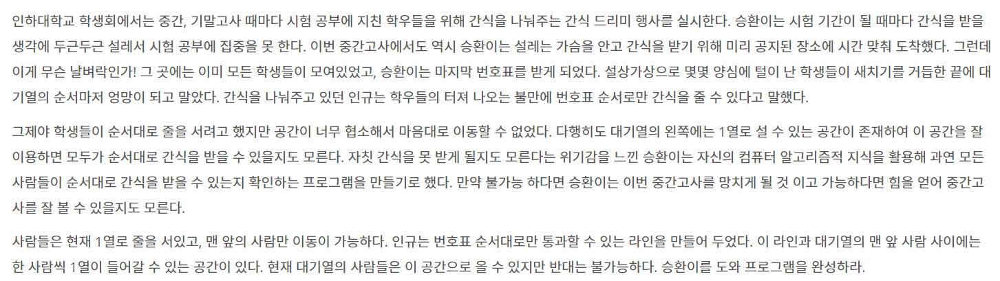 인하대학교 학생회에서는 중간, 기말고사 때마다 시험 공부에 지친 학우들을 위해 간식을 나눠주는 간식 드리미 행사를 실시한다. 승환이는 시험 기간이 될 때마다 간식을 받을
생각에 두근두근 설레서 시험 공부에 집중을 못 한다. 이번 중간고사에서도 역시 승환이는 설레는 가슴을 안고 간식을 받기 위해 미리 공지된 장소에 시간 맞춰 도착했다. 그런데
이게 무슨 날벼락인가! 그 곳에는 이미 모든 학생들이 모여있었고, 승환이는 마지막 번호표를 받게 되었다. 설상가상으로 몇몇 양심에 털이 난 학생들이 새치기를 거듭한 끝에 대
기열의 순서마저 엉망이 되고 말았다. 간식을 나눠주고 있던 인규는 학우들의 터져 나오는 불만에 번호표 순서로만 간식을 줄 수 있다고 말했다.
그제야 학생들이 순서대로 줄을 서려고 했지만 공간이 너무 협소해서 마음대로 이동할 수 없었다. 다행히도 대기열의 왼쪽에는 1열로 설 수 있는 공간이 존재하여 이 공간을 잘
이용하면 모두가 순서대로 간식을 받을 수 있을지도 모른다. 자칫 간식을 못 받게 될지도 모른다는 위기감을 느낀 승환이는 자신의 컴퓨터 알고리즘적 지식을 활용해 과연 모든
사람들이 순서대로 간식을 받을 수 있는지 확인하는 프로그램을 만들기로 했다. 만약 불가능 하다면 승환이는 이번 중간고사를 망치게 될 것 이고 가능하다면 힘을 얻어 중간고
사를 잘 볼 수 있을지도 모른다.
사람들은 현재 1열로 줄을 서있고, 맨 앞의 사람만 이동이 가능하다. 인규는 번호표 순서대로만 통과할 수 있는 라인을 만들어 두었다. 이 라인과 대기열의 맨 앞 사람 사이에는
한 사람씩 1열이 들어갈 수 있는 공간이 있다. 현재 대기열의 사람들은 이 공간으로 올 수 있지만 반대는 불가능하다. 승환이를 도와 프로그램을 완성하라.